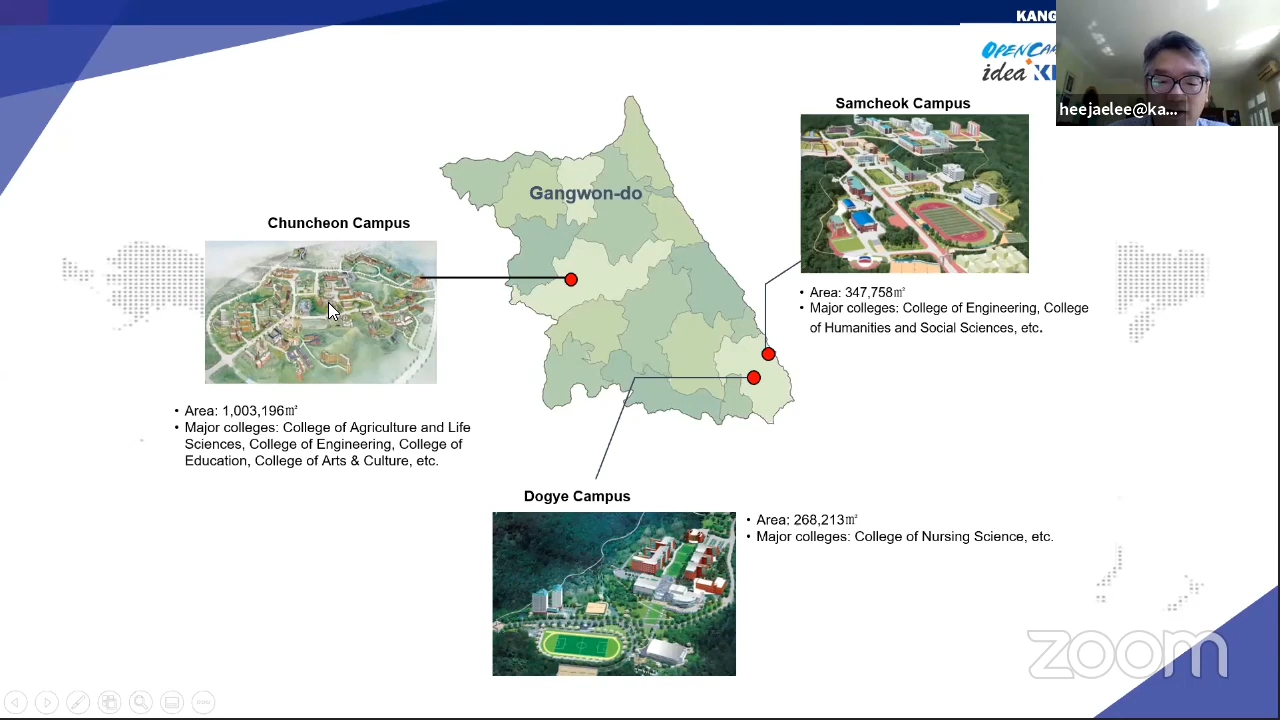 KANG
OPEN CAM
idea KN
heejaelee@ka...
Samcheok Campus
Gangwon-do
Chuncheon Campus
• Area: 347,758㎡
• Major colleges: College of Engineering, College
of Humanities and Social Sciences, etc.
• Area: 1,003,196㎡
• Major colleges: College of Agriculture and Life
Sciences, College of Engineering, College of
Education, College of Arts & Culture, etc.
Dogye Campus
• Area: 268,213㎡
• Major colleges: College of Nursing Science, etc.
zoom